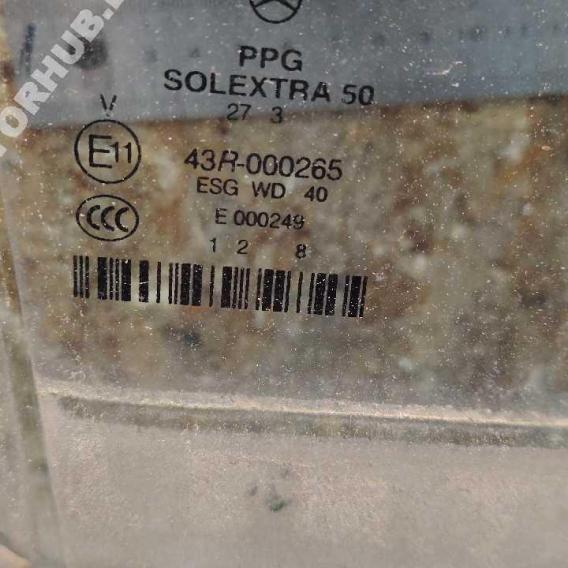 PPG
SOLEXTRA 50
27 3
V
E11
43R-000265
ESG WD 40
CCC
E 000249
1 2 8